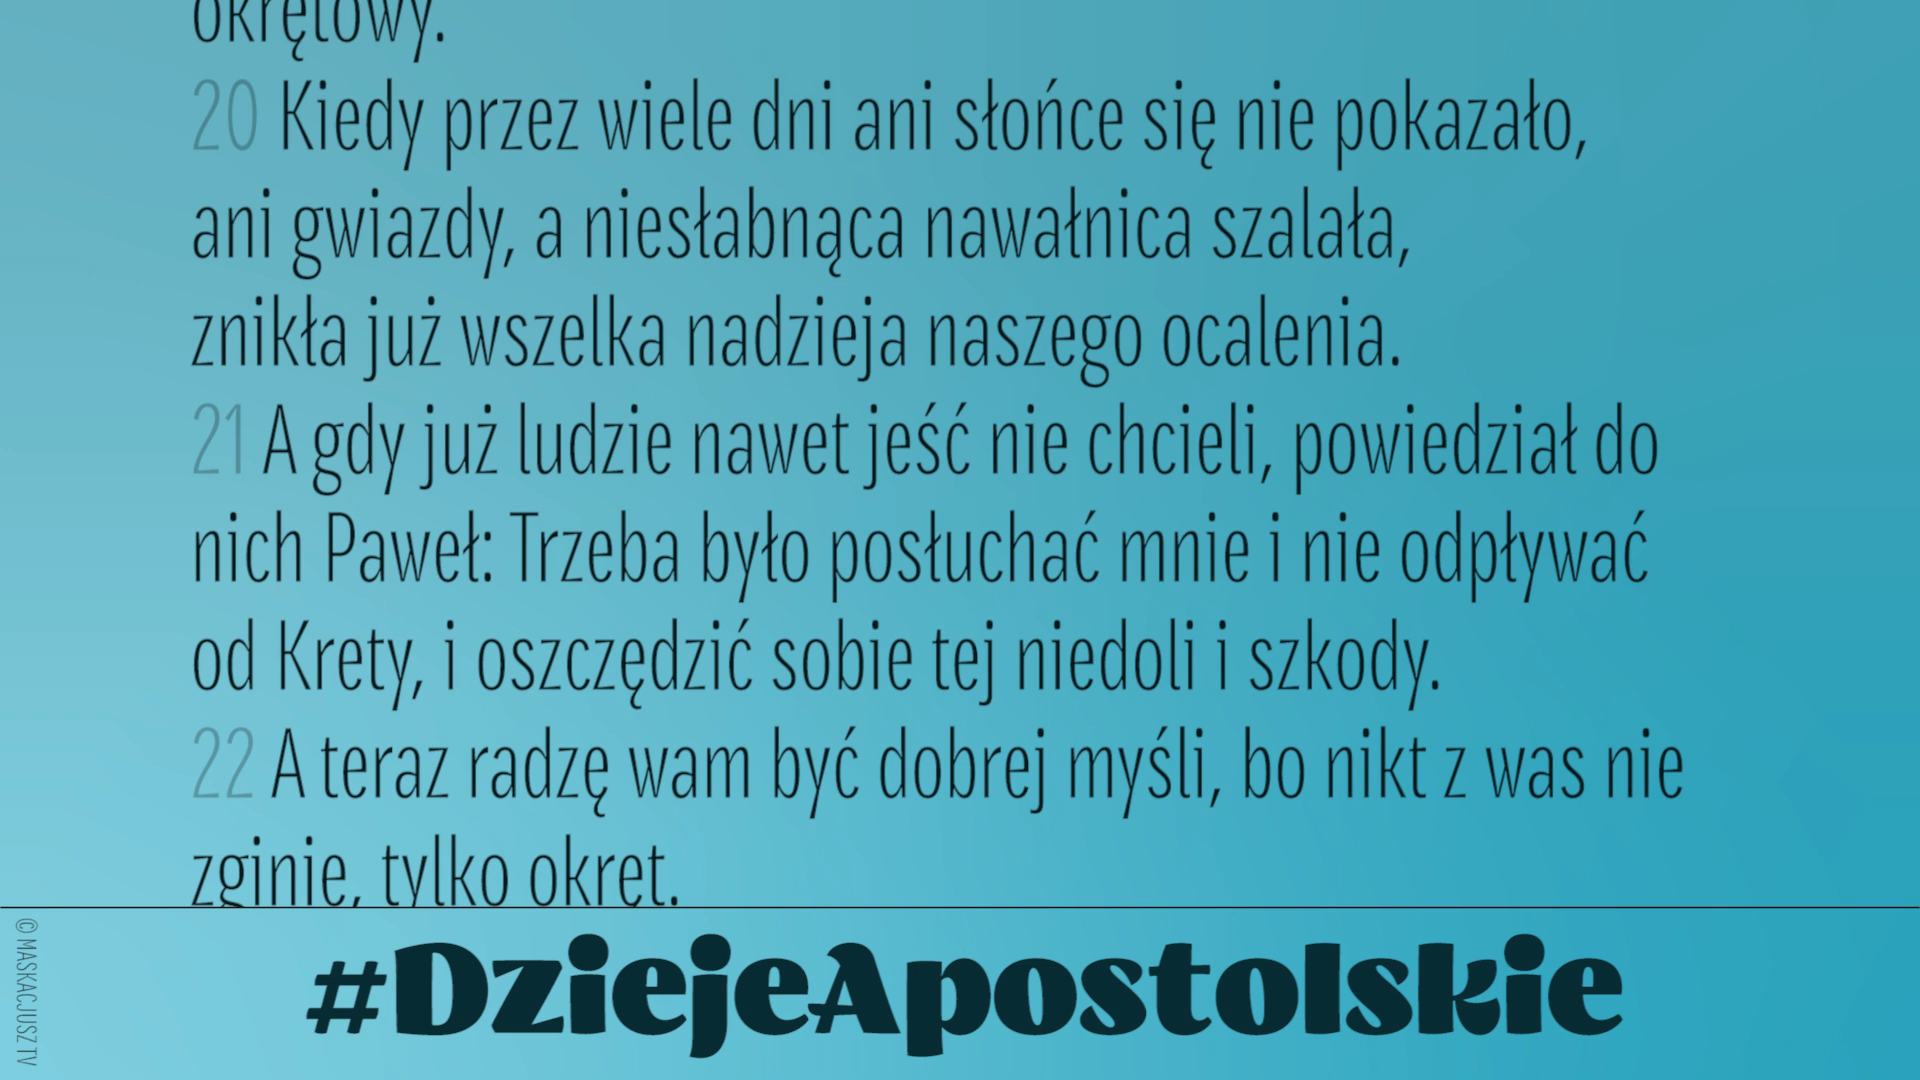 okrętowy.
20 Kiedy przez wiele dni ani słońce się nie pokazało,
ani gwiazdy, a niesłabnąca nawałnica szalała,
znikła już wszelka nadzieja naszego ocalenia.
21 A gdy już ludzie nawet jeść nie chcieli, powiedział do
nich Paweł: Trzeba było posłuchać mnie i nie odpływać
od Krety, i oszczędzić sobie tej niedoli i szkody.
22 A teraz radzę wam być dobrej myśli, bo nikt z was nie
zginie, tylko okręt.
#DziejeApostolskie
© MASKACJUSZ TV